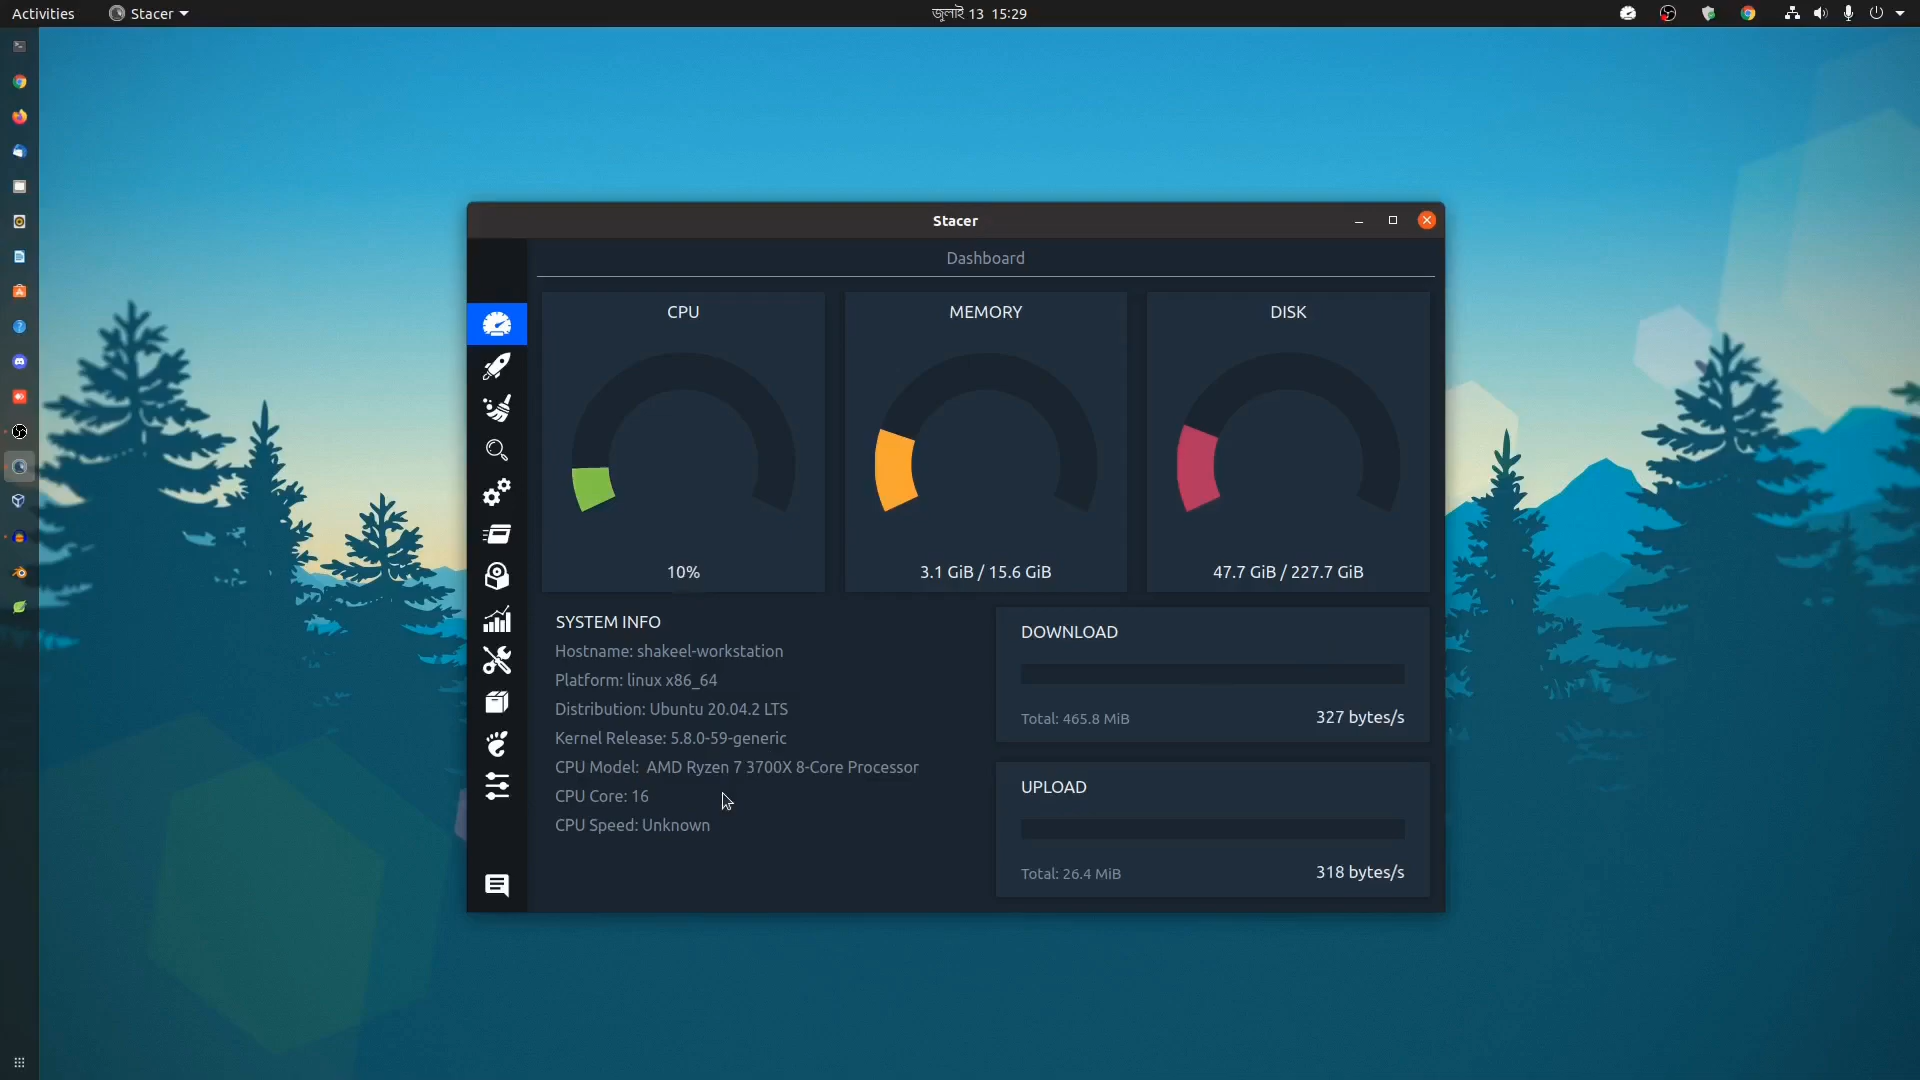 Activities
Stacer
জুলাই 13 15:29
Stacer
Dashboard
CPU
MEMORY
DISK
10%
3.1 GiB / 15.6 GiB
47.7 GiB / 227.7 GiB
SYSTEM INFO
Hostname: shakeel-workstation
Platform: linux x86_64
Distribution: Ubuntu 20.04.2 LTS
Kernel Release: 5.8.0-59-generic
CPU Model: AMD Ryzen 7 3700X 8-Core Processor
CPU Core: 16
CPU Speed: Unknown
DOWNLOAD
Total: 465.8 MiB
327 bytes/s
UPLOAD
Total: 26.4 MiB
318 bytes/s